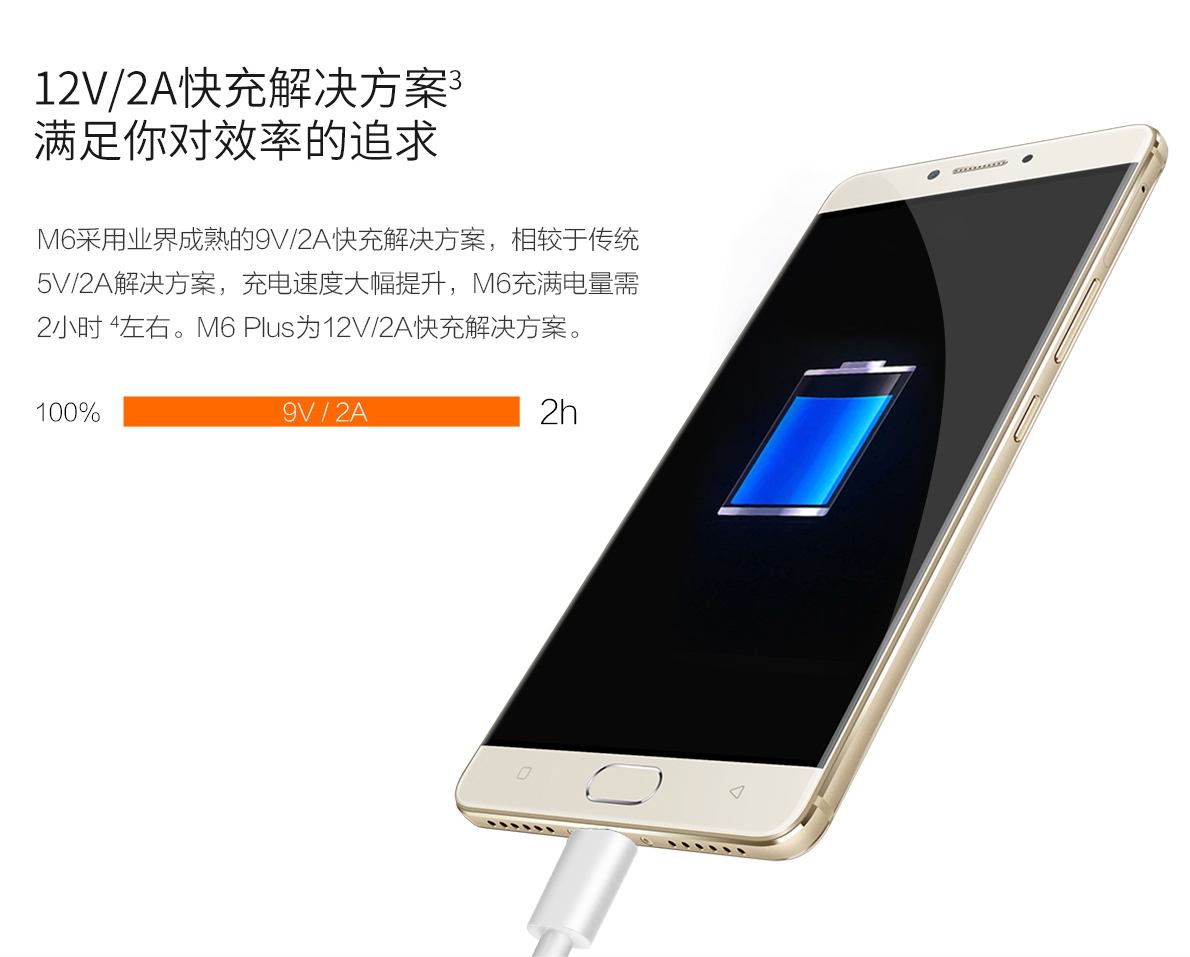 12V/2A快充解决方案3
满足你对效率的追求
M6采用业界成熟的9V/2A快充解决方案，相较于传统
5V/2A解决方案，充电速度大幅提升，M6充满电量需
2小时 4左右。M6 Plus为12V/2A快充解决方案。
100% 9V / 2A 2h